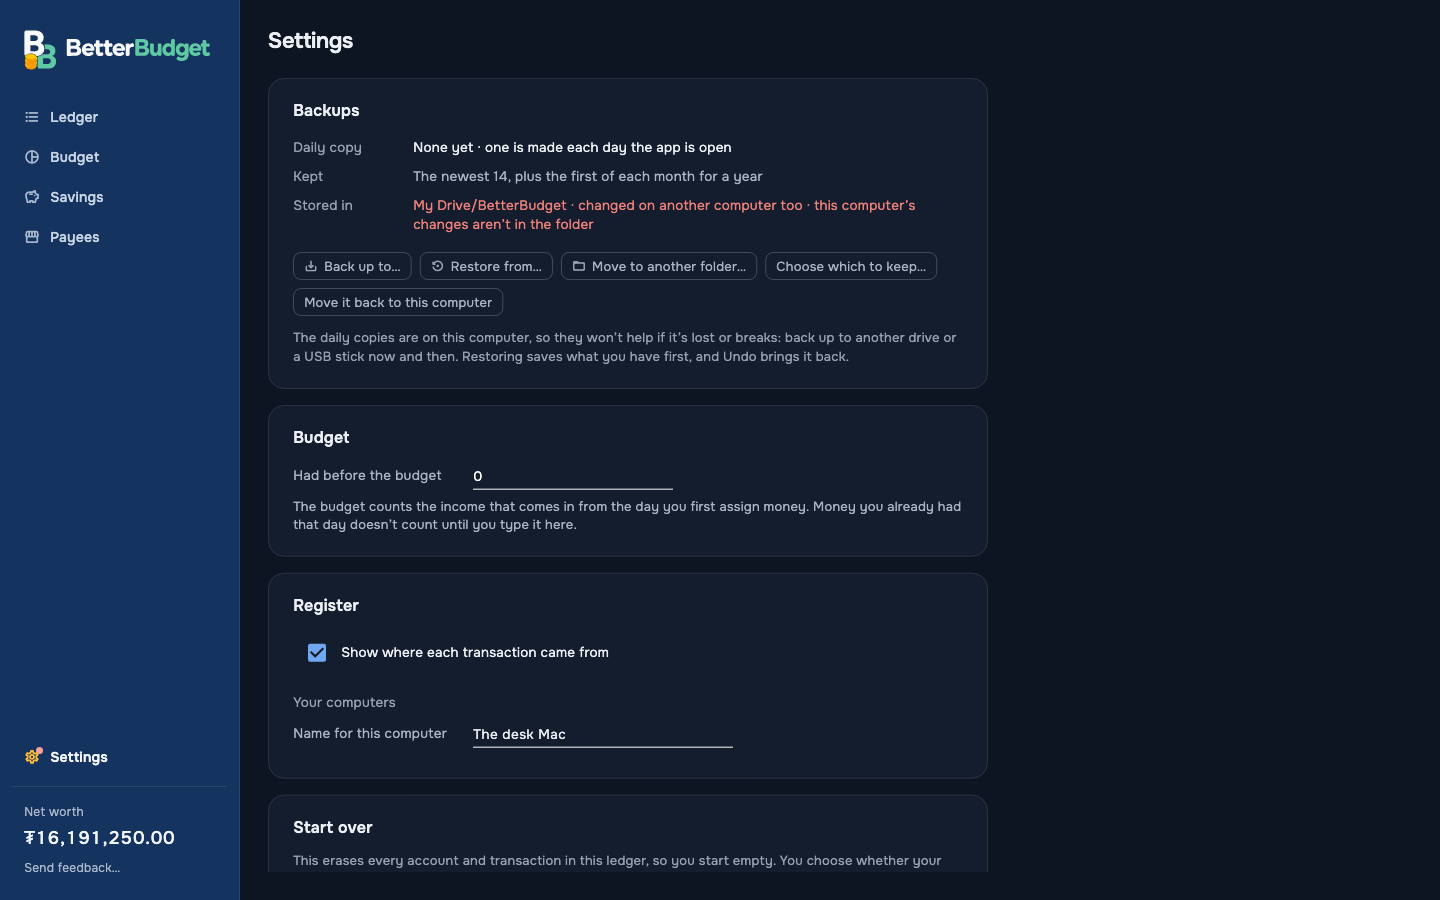 BetterBudget
Ledger
Budget
Savings
Payees
Settings
Net worth
₮16,191,250.00
Send feedback...
Settings
Backups
Daily copy
None yet · one is made each day the app is open
Kept
The newest 14, plus the first of each month for a year
Stored in
My Drive/BetterBudget · changed on another computer too · this computer's
changes aren't in the folder
Back up to...
Restore from...
Move to another folder...
Choose which to keep...
Move it back to this computer
The daily copies are on this computer, so they won't help if it's lost or breaks: back up to another drive or
a USB stick now and then. Restoring saves what you have first, and Undo brings it back.
Budget
Had before the budget
0
The budget counts the income that comes in from the day you first assign money. Money you already had
that day doesn't count until you type it here.
Register
Show where each transaction came from
Your computers
Name for this computer
The desk Mac
Start over
This erases every account and transaction in this ledger, so you start empty. You choose whether your